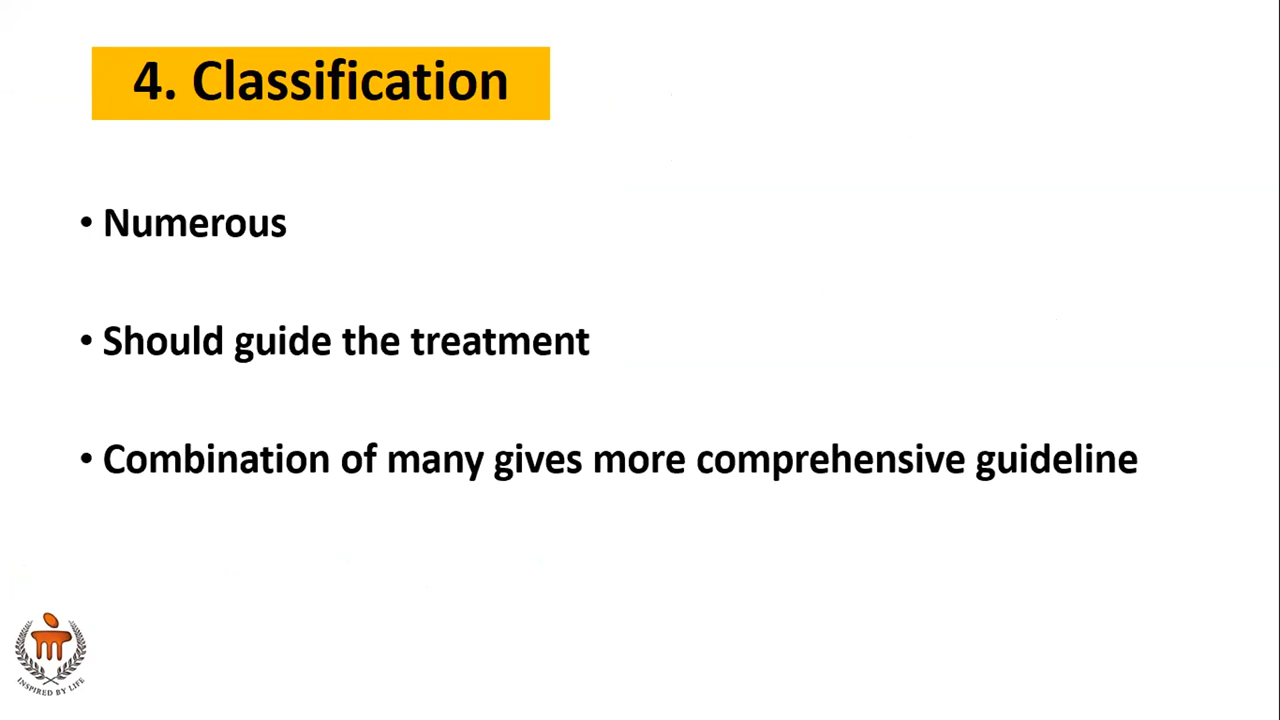 4. Classification
• Numerous
• Should guide the treatment
• Combination of many gives more comprehensive guideline
INSPIRED BY LIFE